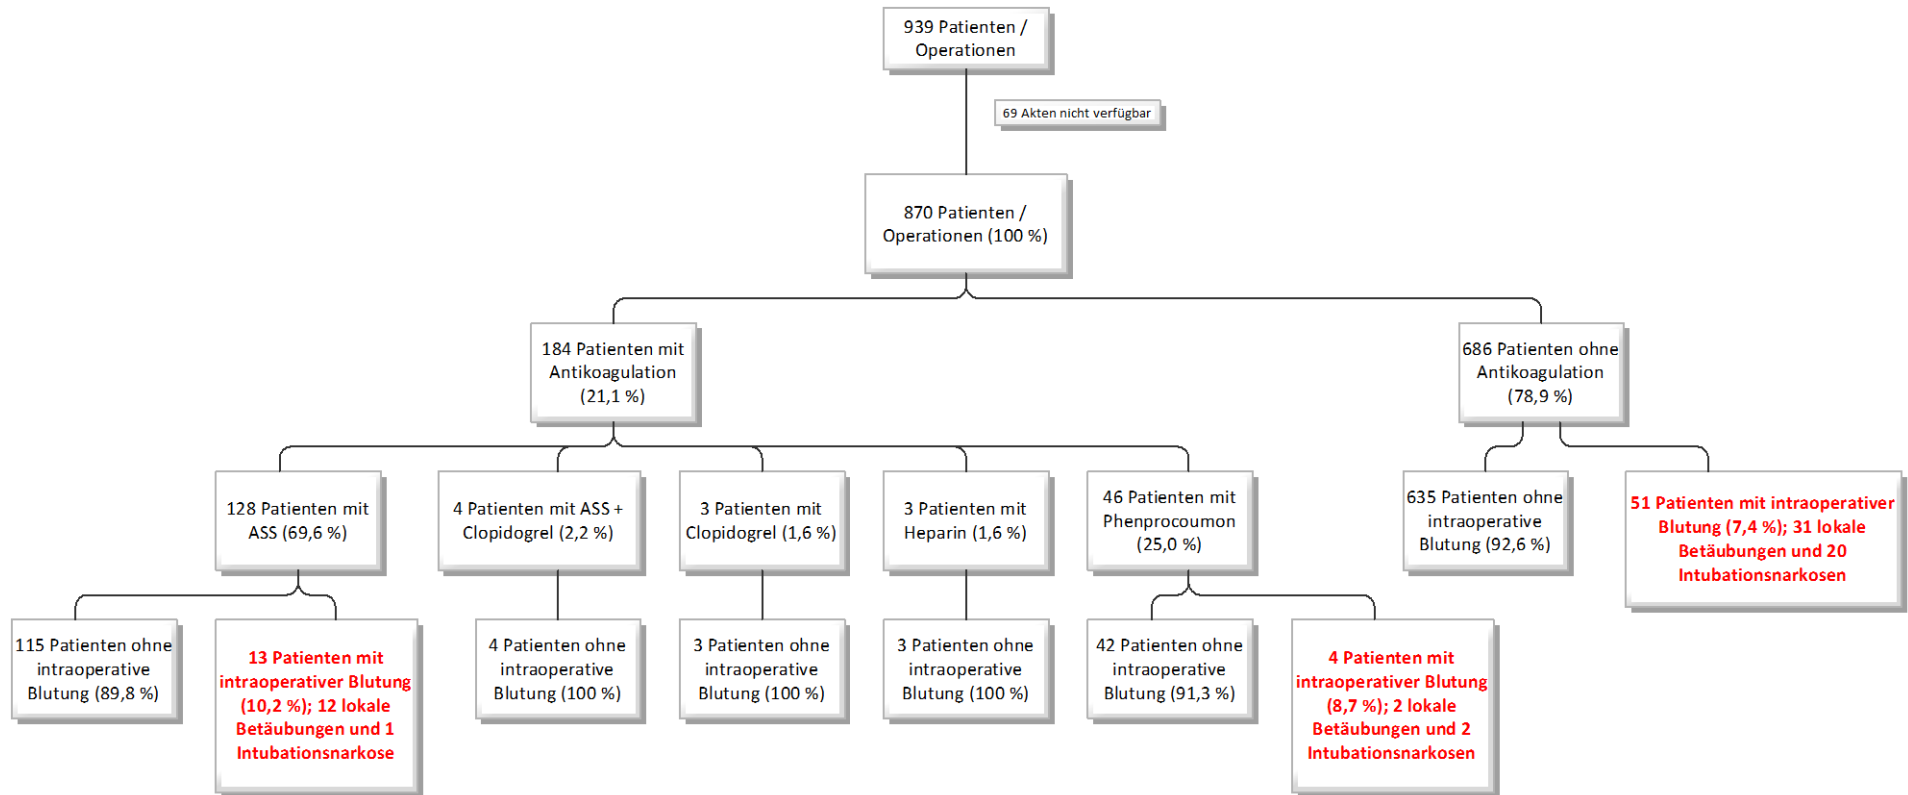 939 Patienten /
Operationen
69 Akten nicht verfügbar
870 Patienten /
Operationen (100 %)
184 Patienten mit
Antikoagulation
(21,1 %)
686 Patienten ohne
Antikoagulation
(78,9 %)
128 Patienten mit
ASS (69,6 %)
4 Patienten mit ASS +
Clopidogrel (2,2 %)
3 Patienten mit
Clopidogrel (1,6 %)
3 Patienten mit
Heparin (1,6 %)
46 Patienten mit
Phenprocoumon
(25,0 %)
635 Patienten ohne
intraoperative
Blutung (92,6 %)
51 Patienten mit intraoperativer
Blutung (7,4 %); 31 lokale
Betäubungen und 20
Intubationsnarkosen
115 Patienten ohne
intraoperative
Blutung (89,8 %)
13 Patienten mit
intraoperativer Blutung
(10,2 %); 12 lokale
Betäubungen und 1
Intubationsnarkose
4 Patienten ohne
intraoperative
Blutung (100 %)
3 Patienten ohne
intraoperative
Blutung (100 %)
3 Patienten ohne
intraoperative
Blutung (100 %)
42 Patienten ohne
intraoperative
Blutung (91,3 %)
4 Patienten mit
intraoperativer Blutung
(8,7 %); 2 lokale
Betäubungen und 2
Intubationsnarkosen